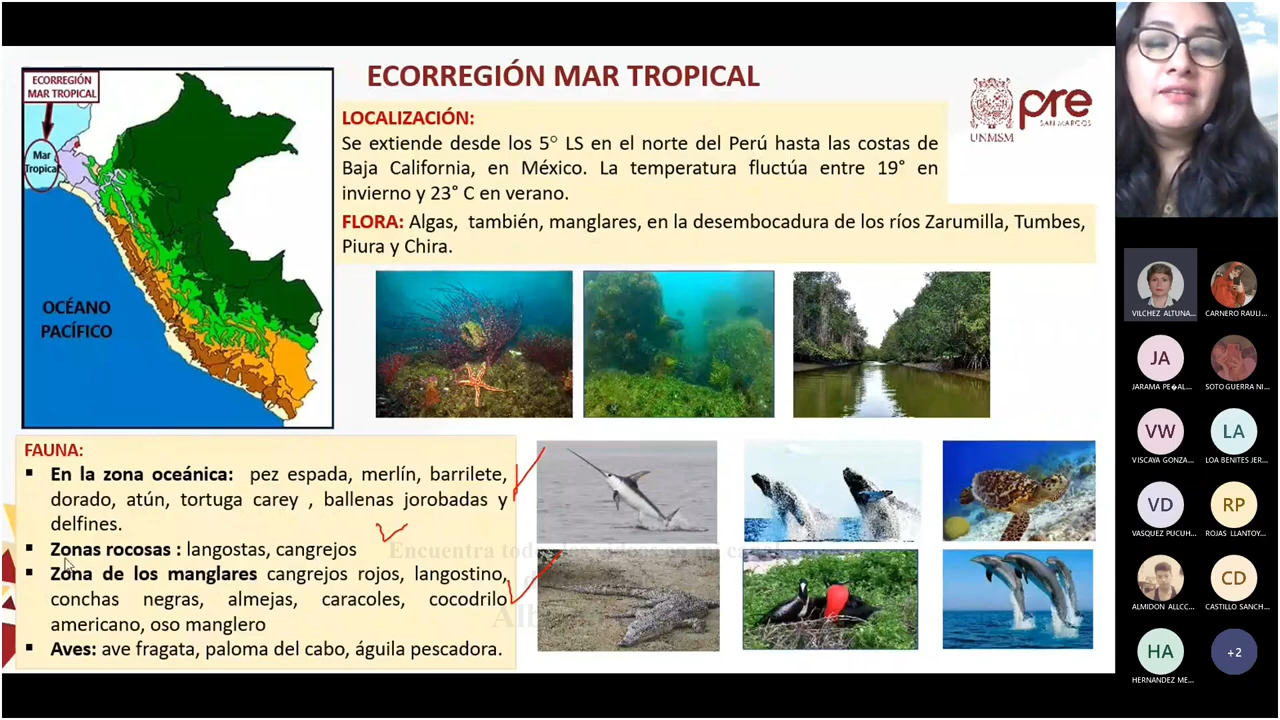 ECORREGIÓN MAR TROPICAL
ECORREGIÓN
MAR TROPICAL
Mar
Tropical
OCÉANO
PACÍFICO
LOCALIZACIÓN:
Se extiende desde los 5° LS en el norte del Perú hasta las costas de
Baja California, en México. La temperatura fluctúa entre 19° en
invierno y 23° C en verano.
FLORA: Algas, también, manglares, en la desembocadura de los ríos Zarumilla, Tumbes,
Piura y Chira.
UNMSM
pre
SAN MARCOS
FAUNA:
▪ En la zona oceánica: pez espada, merlín, barrilete,
dorado, atún, tortuga carey , ballenas jorobadas y
delfines.
▪ Zonas rocosas : langostas, cangrejos
▪ Zona de los manglares cangrejos rojos, langostino,
conchas negras, almejas, caracoles, cocodrilo
americano, oso manglero
▪ Aves: ave fragata, paloma del cabo, águila pescadora.
Encuentra
VILCHEZ ALTUNA...
CARNERO RAULI...
JA
JARAMA PE�AL...
SOTO GUERRA NI...
VW
VISCAYA GONZA...
LA
LOA BENITES JER...
VD
VASQUEZ PUCUH...
RP
ROJAS LLANTOY...
ALMIDON ALLCC...
CD
CASTILLO SANCH...
HA
HERNANDEZ ME...
+2